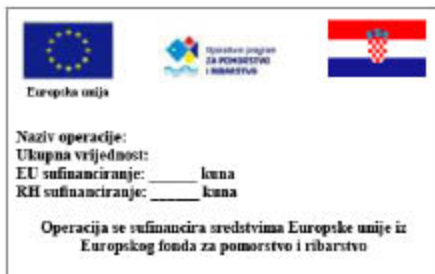 Operativni program
ZA POMORSTVO
I RIBARSTVO
Europska unija
Naziv operacije:
Ukupna vrijednost:
EU sufinanciranje: ______ kuna
RH sufinanciranje: ______ kuna
Operacija se sufinancira sredstvima Europske unije iz
Europskog fonda za pomorstvo i ribarstvo